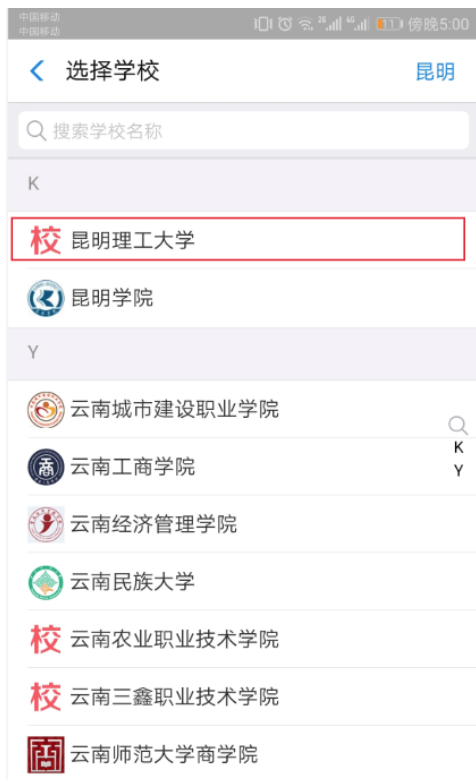 中国移动
中国移动
26 46 11 傍晚5:00
选择学校 昆明
搜索学校名称
K
校 昆明理工大学
昆明学院
Y
云南城市建设职业学院
K
商 云南工商学院
Y
云南经济管理学院
云南民族大学
校 云南农业职业技术学院
校 云南三鑫职业技术学院
商 云南师范大学商学院